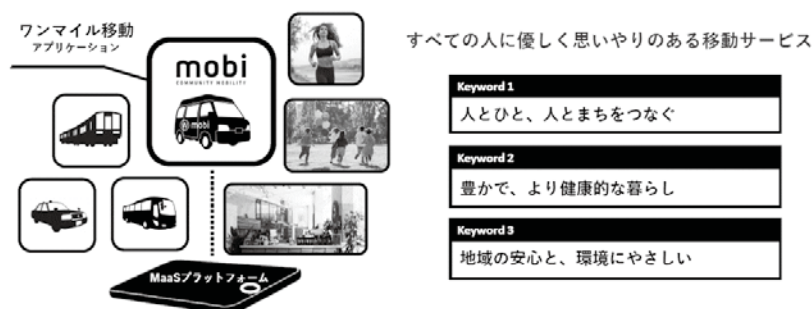 ワンマイル移動
アプリケーション
mobi
COMMUNITY MOBILITY
mobi
MaaSプラットフォーム
すべての人に優しく思いやりのある移動サービス
Keyword 1
人とひと、人とまちをつなぐ
Keyword 2
豊かで、より健康的な暮らし
Keyword 3
地域の安心と、環境にやさしい